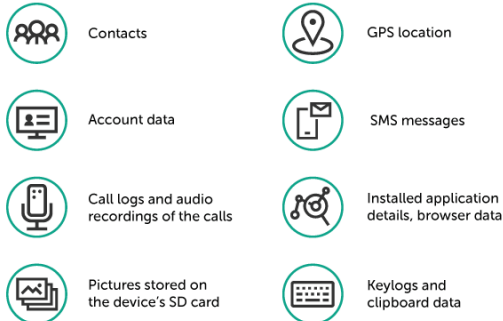 Contacts
GPS location
Account data
SMS messages
Call logs and audio
recordings of the calls
Installed application
details, browser data
Pictures stored on
the device's SD card
Keylogs and
clipboard data